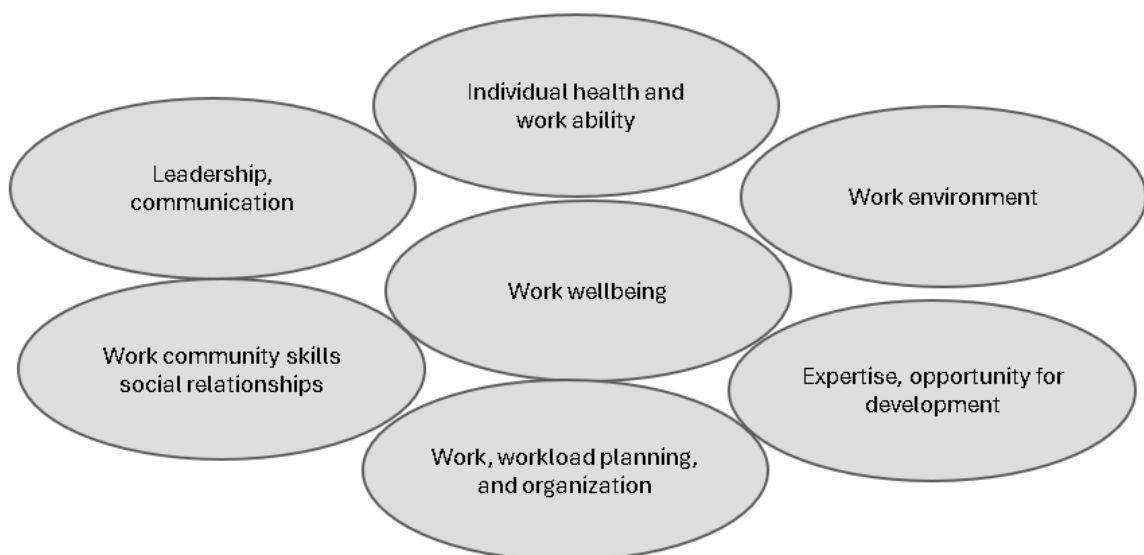 Individual health and
work ability
Leadership,
communication
Work environment
Work wellbeing
Work community skills
social relationships
Expertise, opportunity for
development
Work, workload planning,
and organization